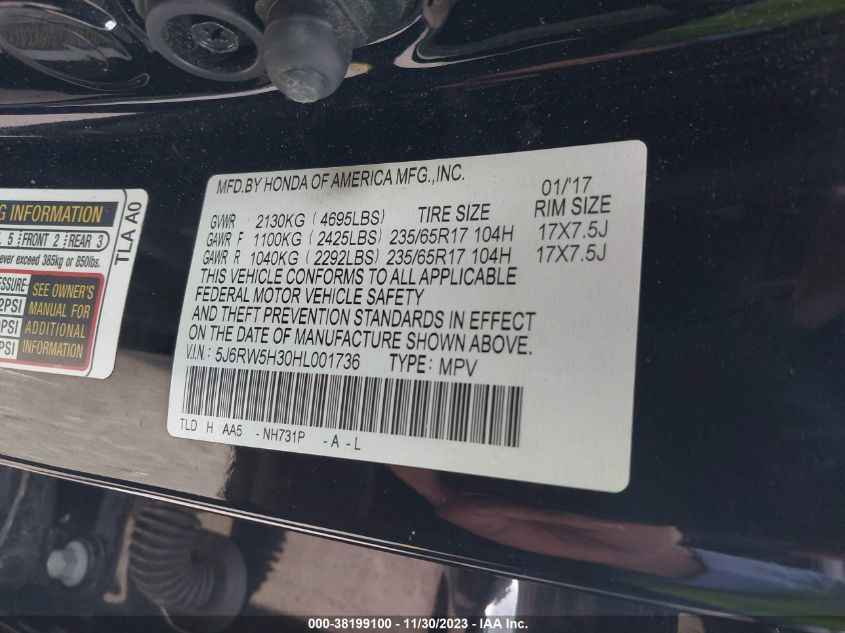 MFD.BY HONDA OF AMERICA MFG.,INC. 01/'17
GVWR 2130KG (4695LBS) TIRE SIZE RIM SIZE
GAWR F 1100KG (2425LBS) 235/65R17 104H 17X7.5J
GAWR R 1040KG (2292LBS) 235/65R17 104H 17X7.5J
THIS VEHICLE CONFORMS TO ALL APPLICABLE
FEDERAL MOTOR VEHICLE SAFETY
AND THEFT PREVENTION STANDARDS IN EFFECT
ON THE DATE OF MANUFACTURE SHOWN ABOVE.
V.I.N.: 5J6RW5H30HL001736 TYPE: MPV
TLD H AA5 -NH731P -A-L
INFORMATION
5 FRONT 2 REAR 3
exceed 385kg or 850lbs.
SEE OWNER'S
MANUAL FOR
ADDITIONAL
INFORMATION
PSI
TLA A0
000-38199100 - 11/30/2023 - IAA Inc.